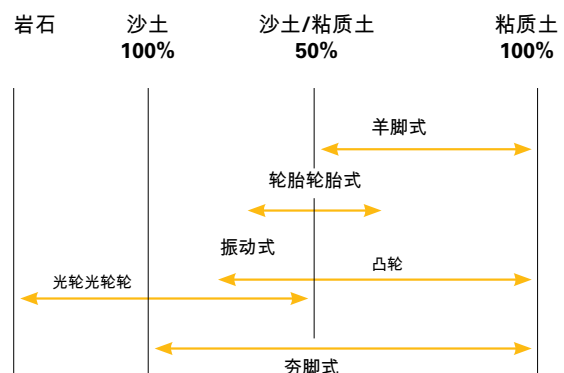 岩石 沙土 沙土/粘质土 粘质土
100% 50% 100%
羊脚式
轮胎轮胎式
振动式
凸轮
光轮光轮轮
夯脚式